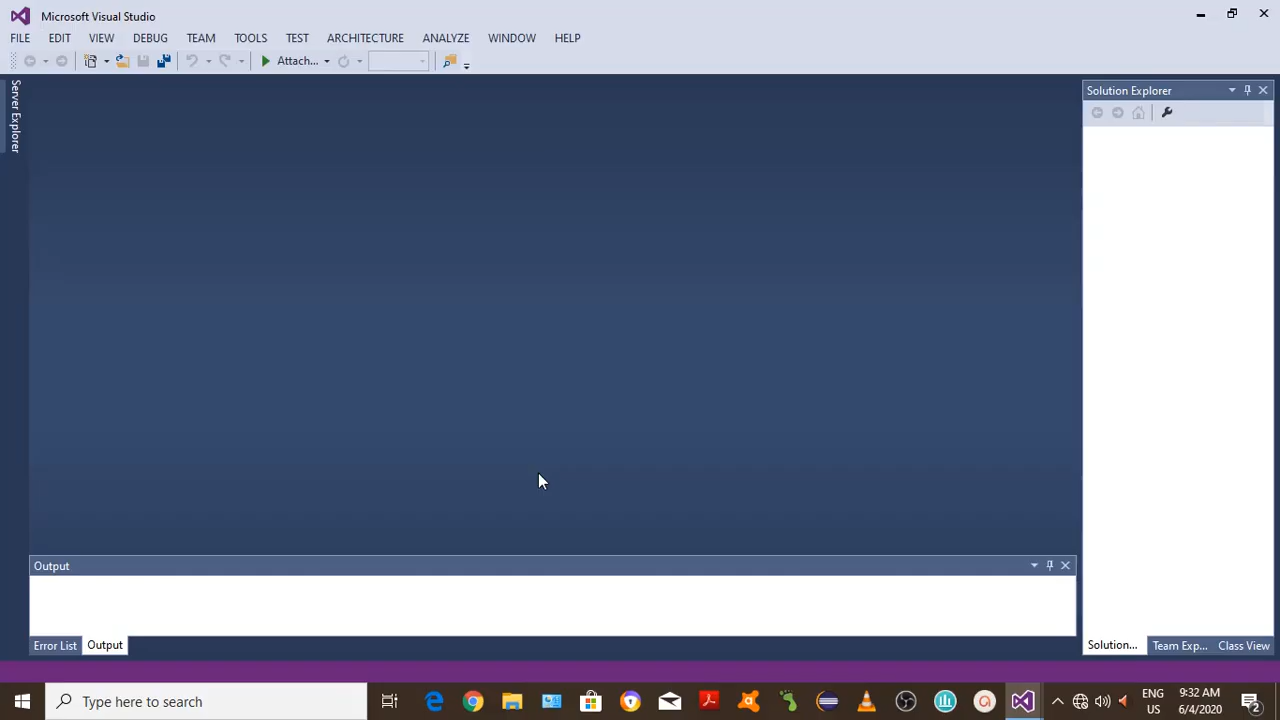 Microsoft Visual Studio
FILE EDIT VIEW DEBUG TEAM TOOLS TEST ARCHITECTURE ANALYZE WINDOW HELP
Attach...
Server Explorer
Solution Explorer
Output
Error List Output
Solution... Team Exp... Class View
Type here to search
ENG 9:32 AM
US 6/4/2020
2